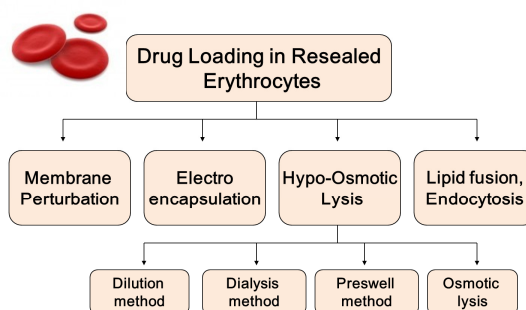 Drug Loading in Resealed
Erythrocytes
Membrane
Perturbation
Electro
encapsulation
Hypo-Osmotic
Lysis
Lipid fusion,
Endocytosis
Dilution
method
Dialysis
method
Preswell
method
Osmotic
lysis